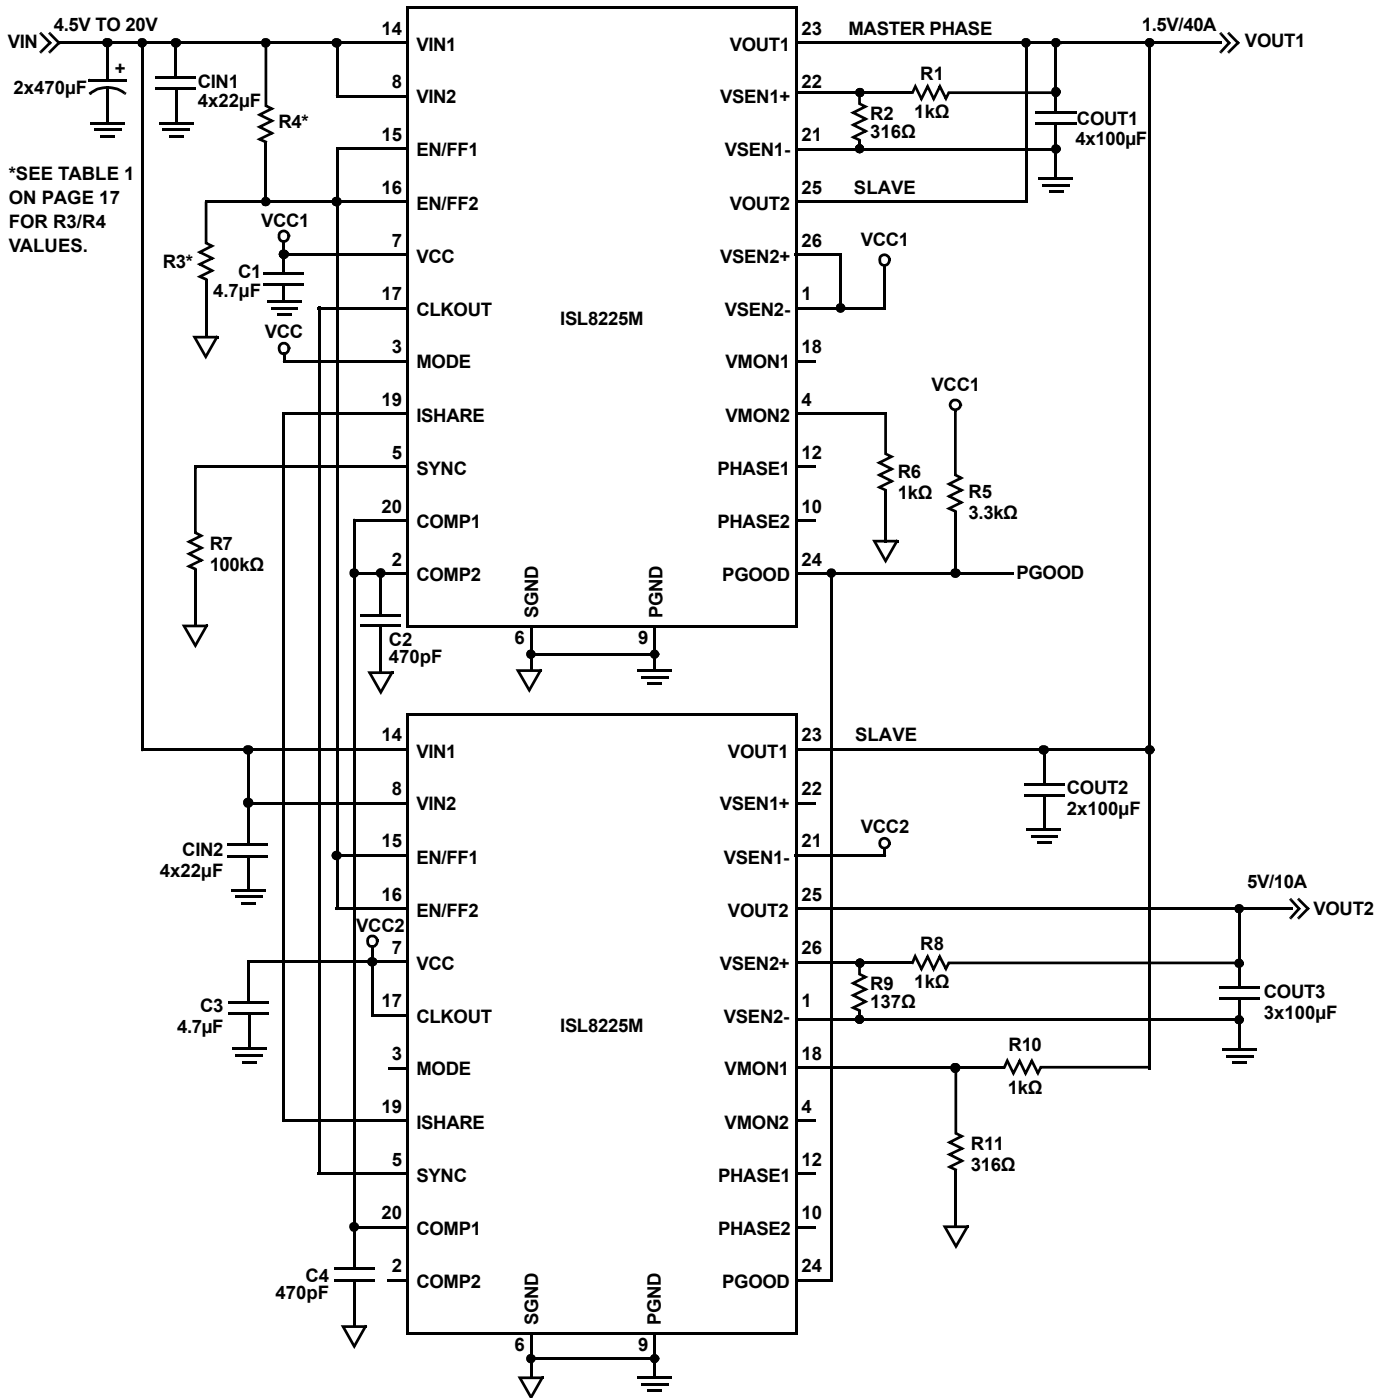 4.5V TO 20V
VIN
2x470µF
+
CIN1
4x22µF
R4*
*SEE TABLE 1
ON PAGE 17
FOR R3/R4
VALUES.
R3*
VCC1
C1
4.7µF
VCC
R7
100kΩ
C2
470pF
14
VIN1
8
VIN2
15
EN/FF1
16
EN/FF2
7
VCC
17
CLKOUT
3
MODE
19
ISHARE
5
SYNC
20
COMP1
2
COMP2
ISL8225M
SGND
6
PGND
9
23
VOUT1
22
VSEN1+
21
VSEN1-
25
VOUT2
26
VSEN2+
1
VSEN2-
18
VMON1
4
VMON2
12
PHASE1
10
PHASE2
24
PGOOD
MASTER PHASE
1.5V/40A
VOUT1
R1
1kΩ
R2
316Ω
COUT1
4x100µF
SLAVE
VCC1
VCC1
R6
1kΩ
R5
3.3kΩ
PGOOD
CIN2
4x22µF
VCC2
C3
4.7µF
C4
470pF
14
VIN1
8
VIN2
15
EN/FF1
16
EN/FF2
7
VCC
17
CLKOUT
3
MODE
19
ISHARE
5
SYNC
20
COMP1
2
COMP2
ISL8225M
SGND
6
PGND
9
23
VOUT1
22
VSEN1+
21
VSEN1-
25
VOUT2
26
VSEN2+
1
VSEN2-
18
VMON1
4
VMON2
12
PHASE1
10
PHASE2
24
PGOOD
SLAVE
COUT2
2x100µF
VCC2
5V/10A
VOUT2
R8
1kΩ
R9
137Ω
COUT3
3x100µF
R10
1kΩ
R11
316Ω